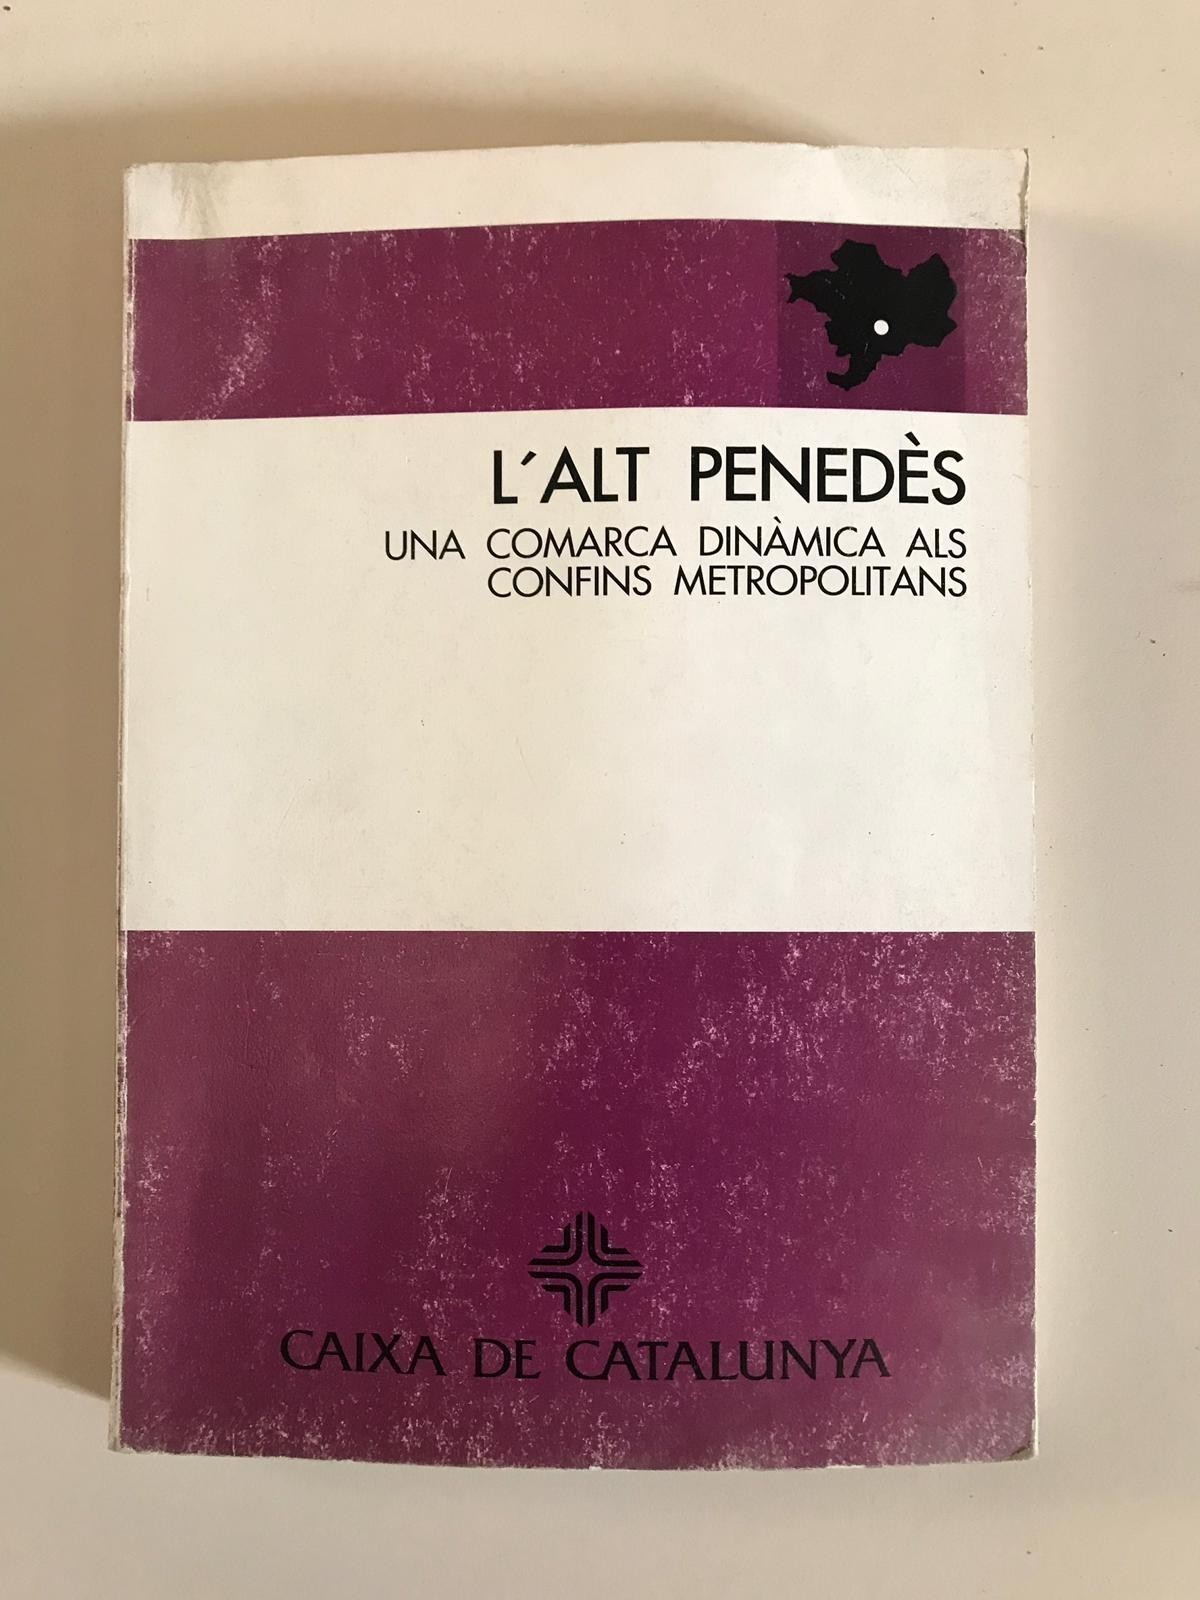 L´ALT PENEDÈS
UNA COMARCA DINÀMICA ALS
CONFINS METROPOLITANS
CAIXA DE CATALUNYA